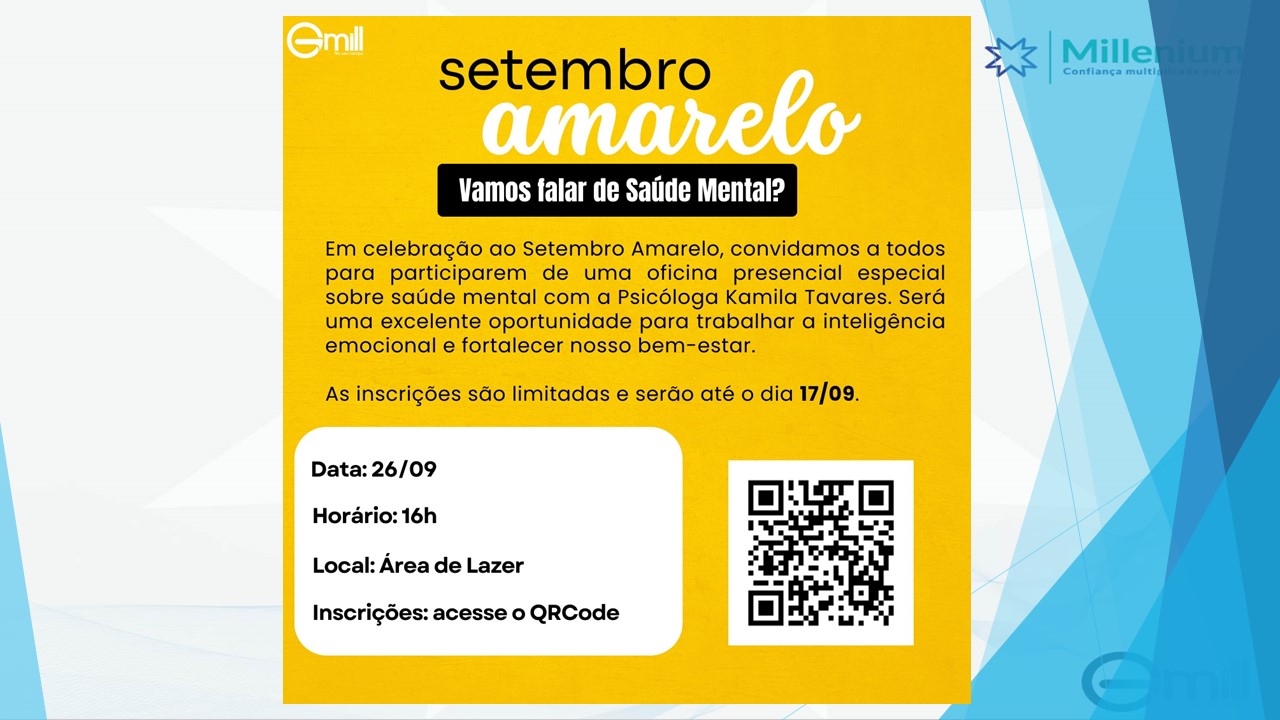 Gmill
setembro
amarelo
Vamos falar de Saúde Mental?
Em celebração ao Setembro Amarelo, convidamos a todos
para participarem de uma oficina presencial especial
sobre saúde mental com a Psicóloga Kamila Tavares. Será
uma excelente oportunidade para trabalhar a inteligência
emocional e fortalecer nosso bem-estar.
As inscrições são limitadas e serão até o dia 17/09.
Data: 26/09
Horário: 16h
Local: Área de Lazer
Inscrições: acesse o QRCode
Millenium
Confiança
Gmill